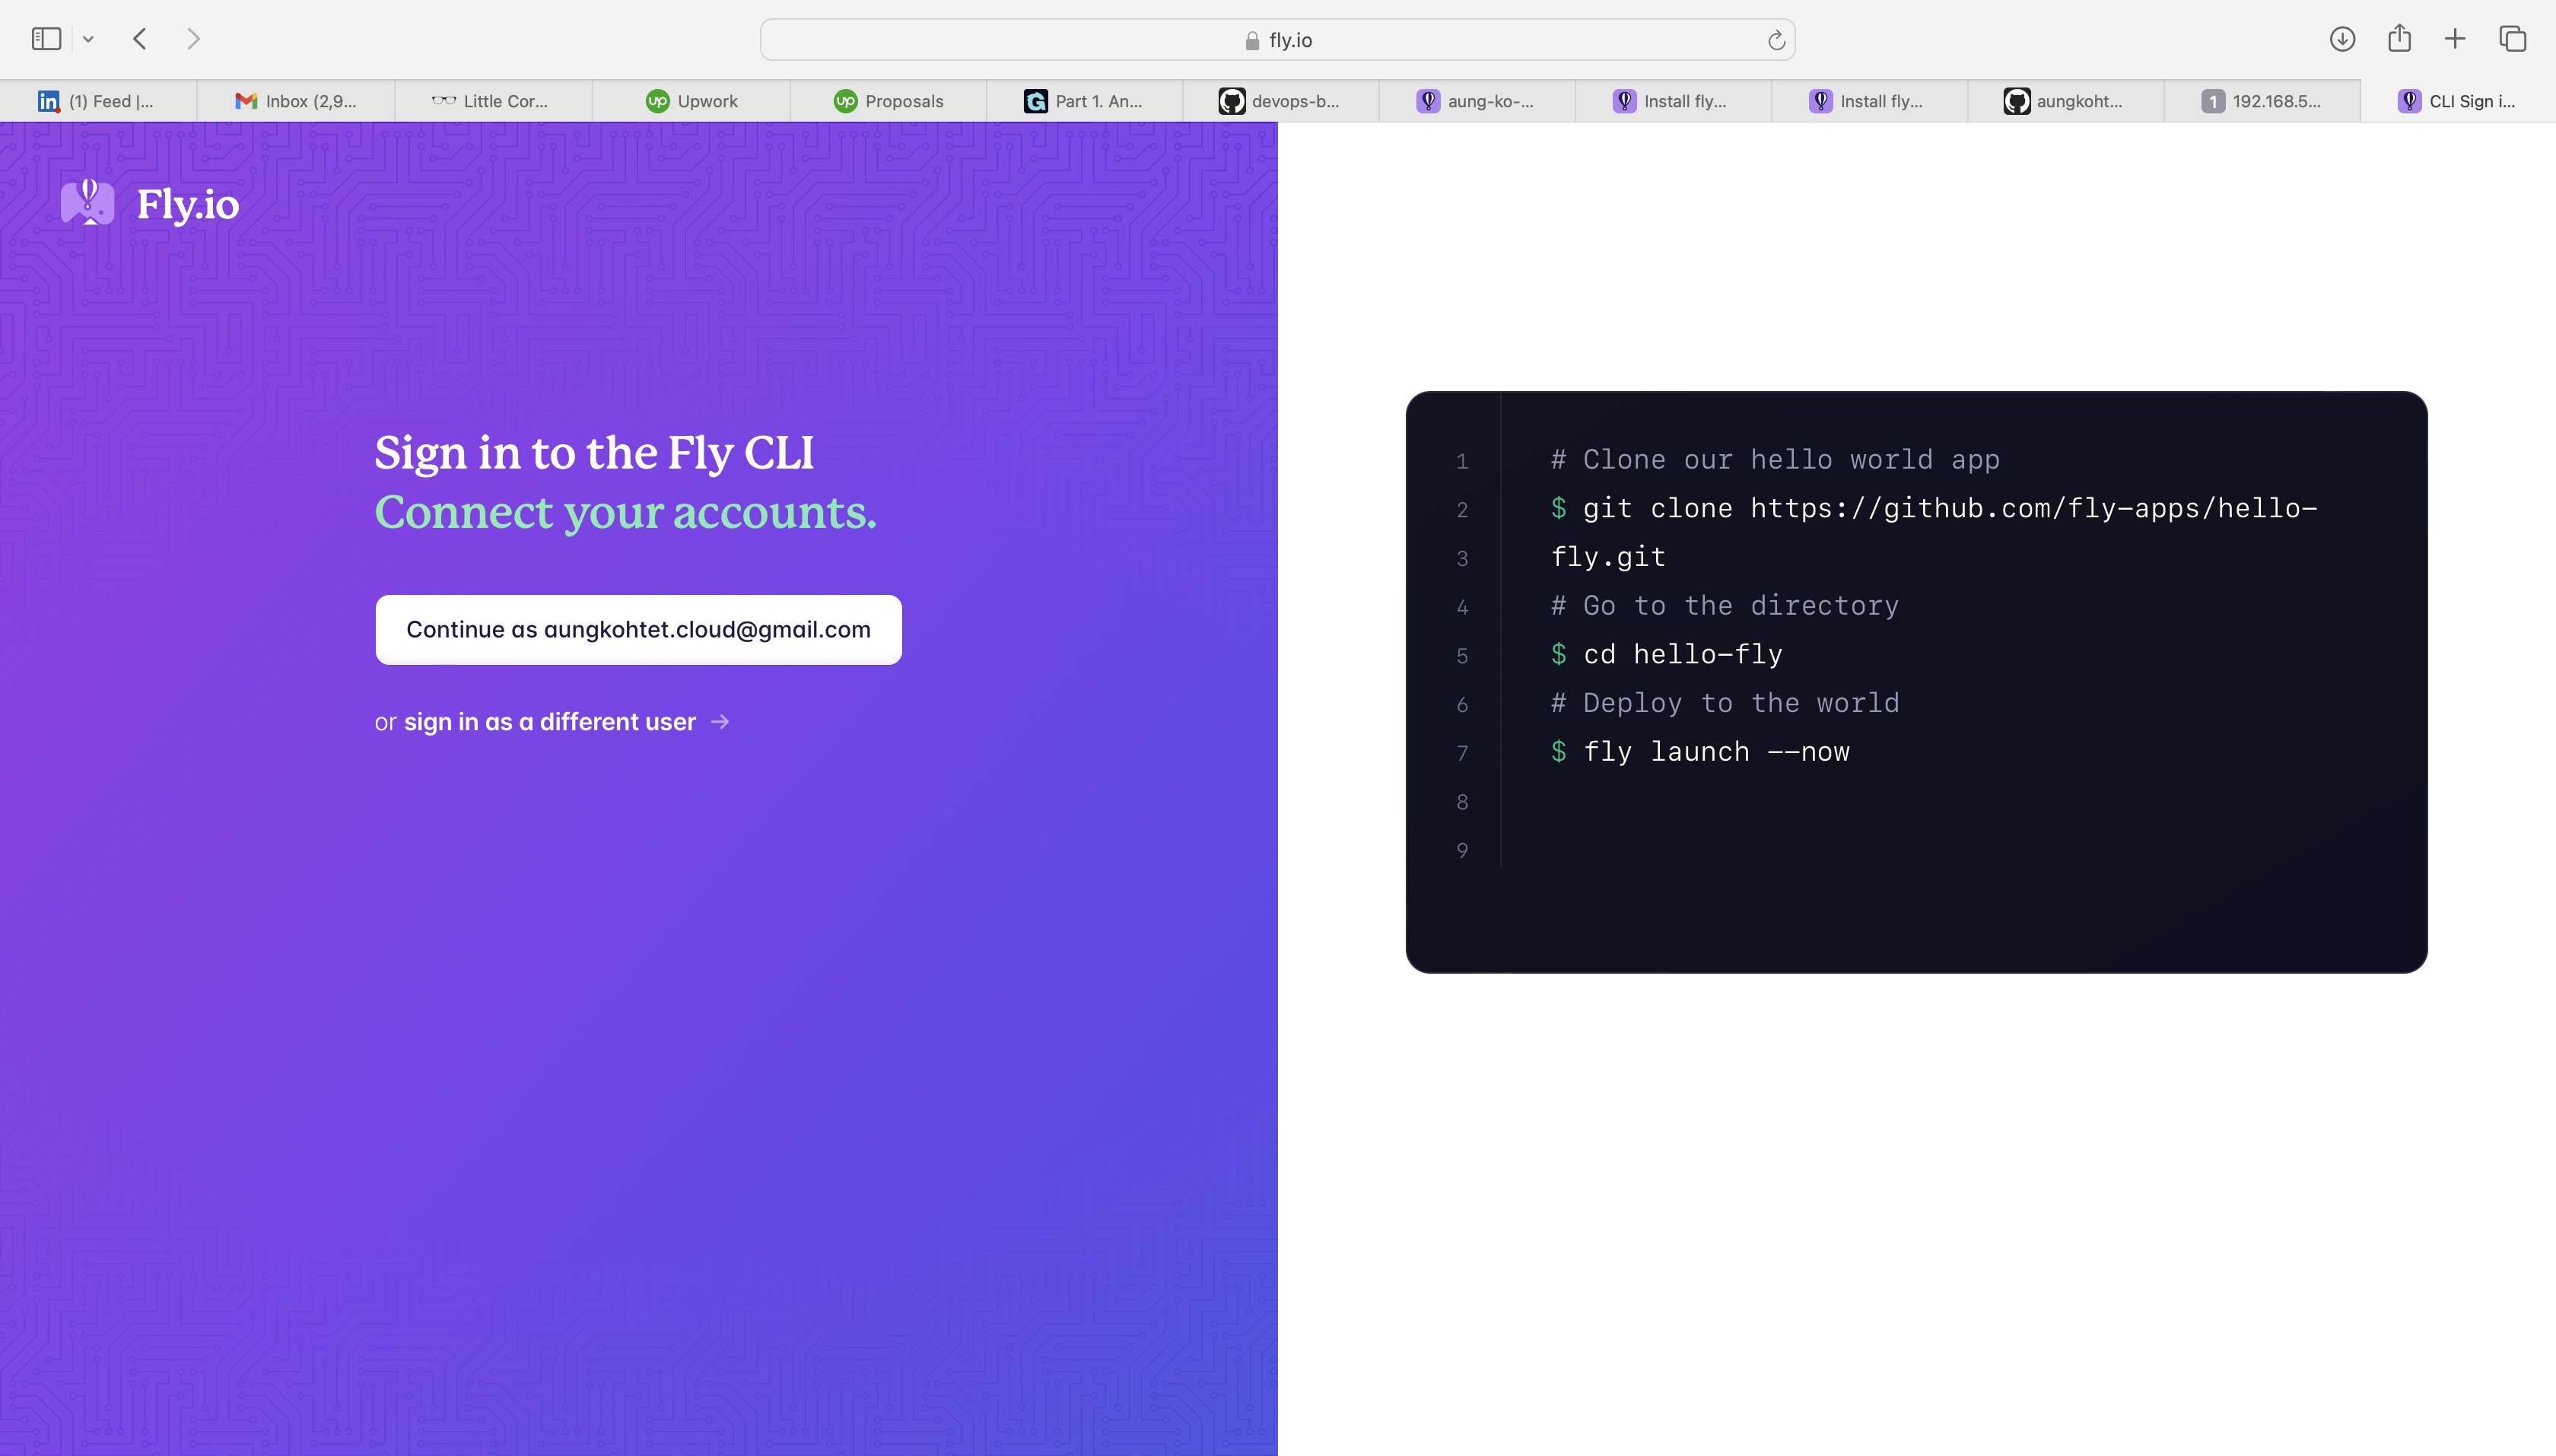 fly.io
(1) Feed |...
Inbox (2,9...
Little Cor...
up Upwork
up Proposals
G Part 1. An...
devops-b...
aung-ko-...
Install fly...
Install fly...
aungkoht...
1 192.168.5...
CLI Sign i...
in
Fly.io
Sign in to the Fly CLI
Connect your accounts.
Continue as aungkohtet.cloud@gmail.com
or sign in as a different user →
1 # Clone our hello world app
2 $ git clone https://github.com/fly-apps/hello-
3 fly.git
4 # Go to the directory
5 $ cd hello-fly
6 # Deploy to the world
7 $ fly launch --now
8
9